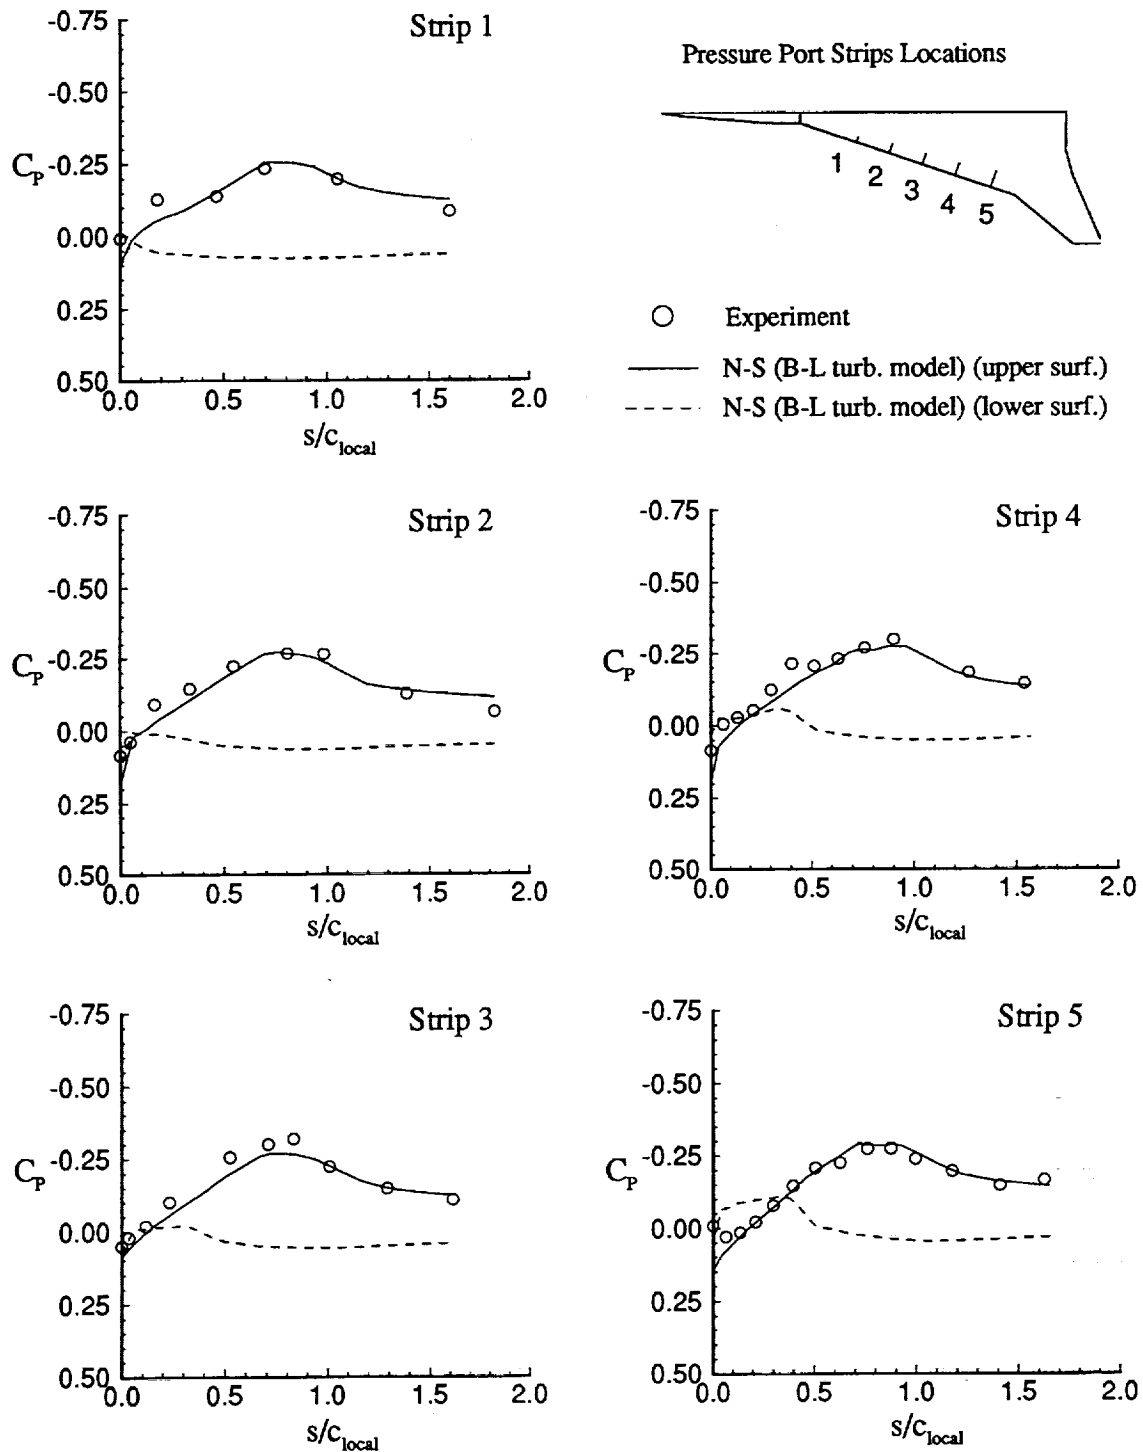 Strip 1
-0.75
-0.50
C_P -0.25
0.00
0.25
0.50
0.0 0.5 1.0 1.5 2.0
s/c_local
Pressure Port Strips Locations
1 2 3 4 5
Experiment
N-S (B-L turb. model) (upper surf.)
N-S (B-L turb. model) (lower surf.)
Strip 2
-0.75
-0.50
C_P -0.25
0.00
0.25
0.50
0.0 0.5 1.0 1.5 2.0
s/c_local
Strip 4
-0.75
-0.50
C_P -0.25
0.00
0.25
0.50
0.0 0.5 1.0 1.5 2.0
s/c_local
Strip 3
-0.75
-0.50
C_P -0.25
0.00
0.25
0.50
0.0 0.5 1.0 1.5 2.0
s/c_local
Strip 5
-0.75
-0.50
C_P -0.25
0.00
0.25
0.50
0.0 0.5 1.0 1.5 2.0
s/c_local